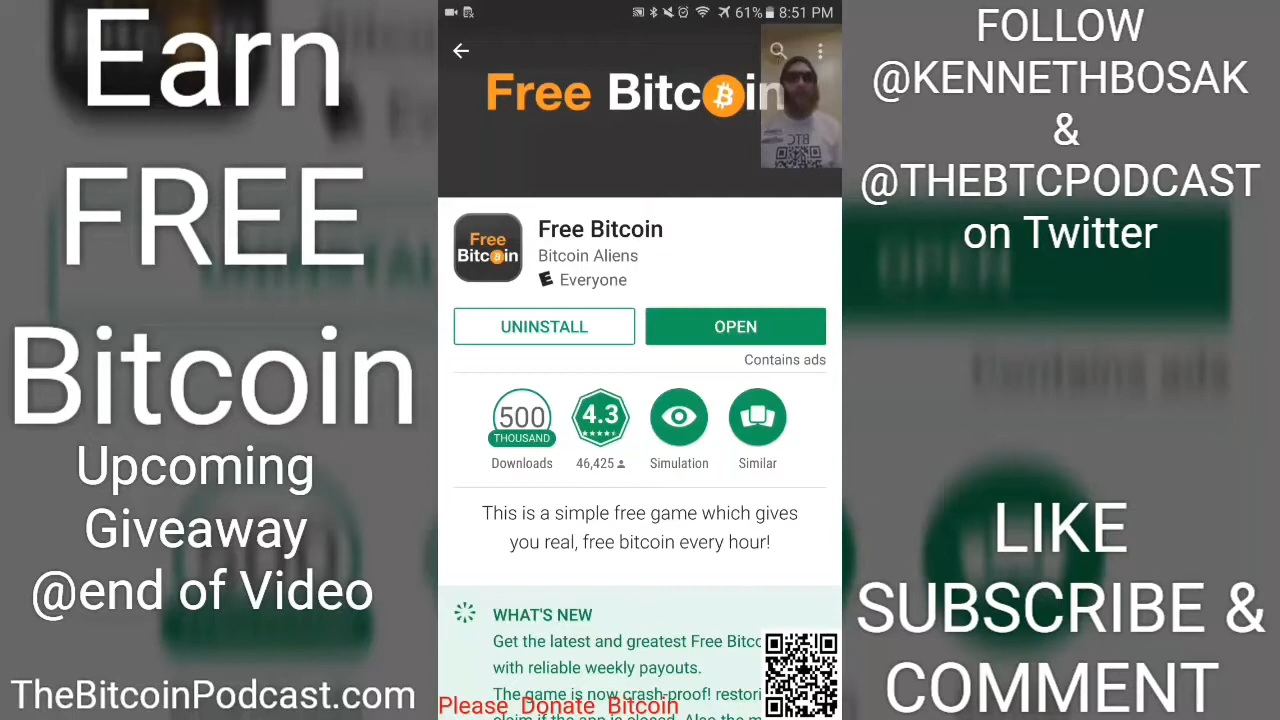 Earn
FREE
Bitcoin
Upcoming
Giveaway
@end of Video
TheBitcoinPodcast.com
61% 8:51 PM
Free Bitcoin
Free
Bitcoin
Free Bitcoin
Bitcoin Aliens
E Everyone
UNINSTALL
OPEN
Contains ads
500
THOUSAND
Downloads
4.3
46,425
Simulation
Similar
This is a simple free game which gives
you real, free bitcoin every hour!
WHAT'S NEW
Get the latest and greatest Free Bitco
with reliable weekly payouts.
The game is now crash-proof! restori
Please Donate Bitcoin
FOLLOW
@KENNETHBOSAK
&
@THEBTCPODCAST
on Twitter
LIKE
SUBSCRIBE &
COMMENT